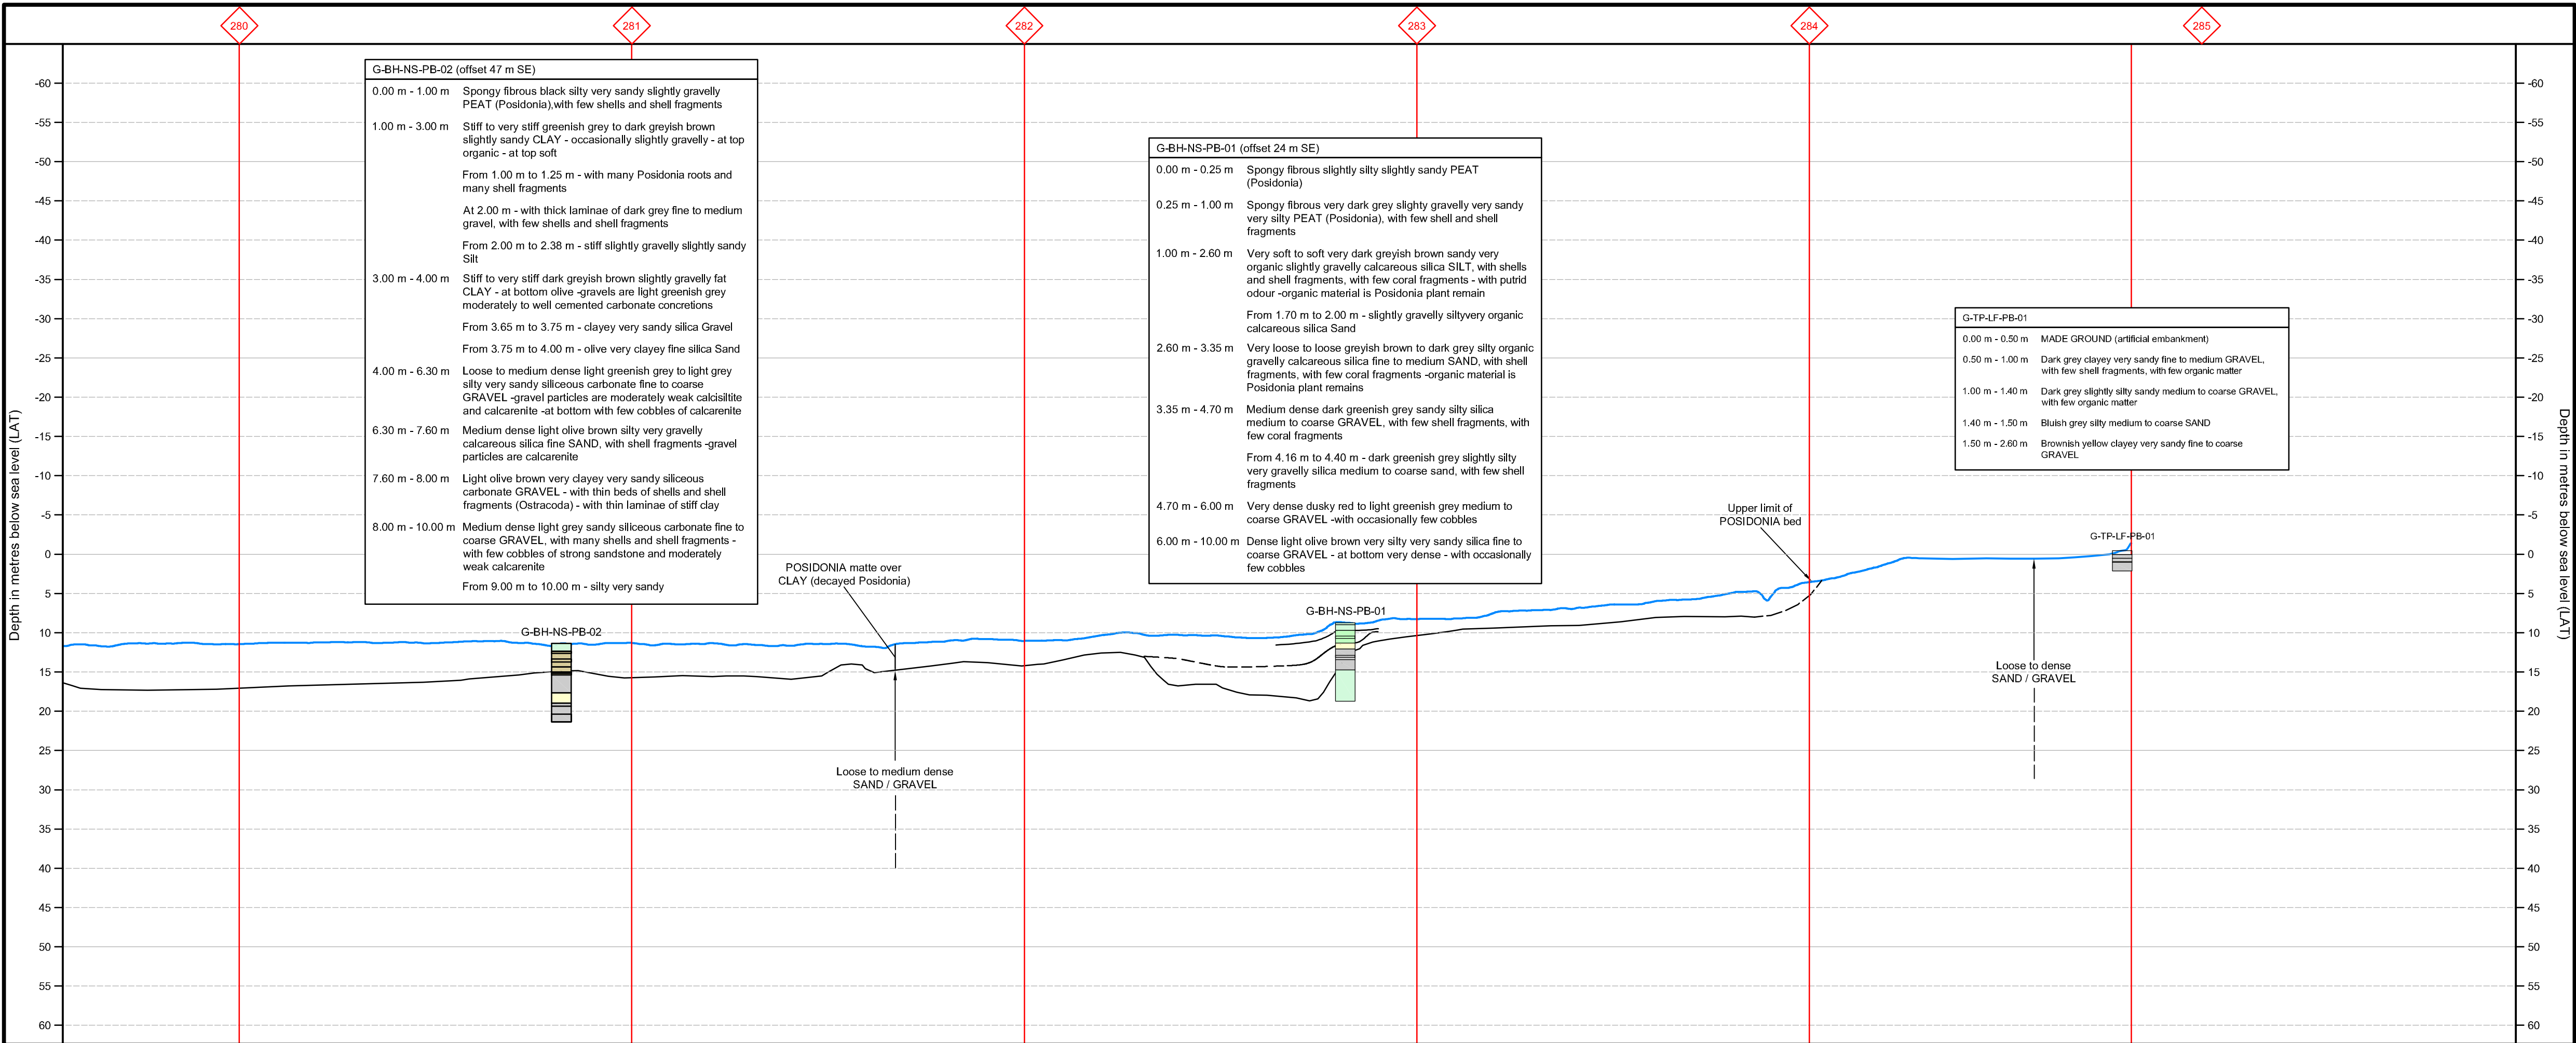 280
281
282
283
284
285
G-BH-NS-PB-02 (offset 47 m SE)
0.00 m - 1.00 m Spongy fibrous black silty very sandy slightly gravelly
PEAT (Posidonia),with few shells and shell fragments
1.00 m - 3.00 m Stiff to very stiff greenish grey to dark greyish brown
slightly sandy CLAY - occasionally slightly gravelly - at top
organic - at top soft
From 1.00 m to 1.25 m - with many Posidonia roots and
many shell fragments
At 2.00 m - with thick laminae of dark grey fine to medium
gravel, with few shells and shell fragments
From 2.00 m to 2.38 m - stiff slightly gravelly slightly sandy
Silt
3.00 m - 4.00 m Stiff to very stiff dark greyish brown slightly gravelly fat
CLAY - at bottom olive -gravels are light greenish grey
moderately to well cemented carbonate concretions
From 3.65 m to 3.75 m - clayey very sandy silica Gravel
From 3.75 m to 4.00 m - olive very clayey fine silica Sand
4.00 m - 6.30 m Loose to medium dense light greenish grey to light grey
silty very sandy siliceous carbonate fine to coarse
GRAVEL -gravel particles are moderately weak calcisiltite
and calcarenite -at bottom with few cobbles of calcarenite
6.30 m - 7.60 m Medium dense light olive brown silty very gravelly
calcareous silica fine SAND, with shell fragments -gravel
particles are calcarenite
7.60 m - 8.00 m Light olive brown very clayey very sandy siliceous
carbonate GRAVEL - with thin beds of shells and shell
fragments (Ostracoda) - with thin laminae of stiff clay
8.00 m - 10.00 m Medium dense light grey sandy siliceous carbonate fine to
coarse GRAVEL, with many shells and shell fragments -
with few cobbles of strong sandstone and moderately
weak calcarenite
From 9.00 m to 10.00 m - silty very sandy
G-BH-NS-PB-01 (offset 24 m SE)
0.00 m - 0.25 m Spongy fibrous slightly silty slightly sandy PEAT
(Posidonia)
0.25 m - 1.00 m Spongy fibrous very dark grey slighty gravelly very sandy
very silty PEAT (Posidonia), with few shell and shell
fragments
1.00 m - 2.60 m Very soft to soft very dark greyish brown sandy very
organic slightly gravelly calcareous silica SILT, with shells
and shell fragments, with few coral fragments - with putrid
odour -organic material is Posidonia plant remain
From 1.70 m to 2.00 m - slightly gravelly siltyvery organic
calcareous silica Sand
2.60 m - 3.35 m Very loose to loose greyish brown to dark grey silty organic
gravelly calcareous silica fine to medium SAND, with shell
fragments, with few coral fragments -organic material is
Posidonia plant remains
3.35 m - 4.70 m Medium dense dark greenish grey sandy silty silica
medium to coarse GRAVEL, with few shell fragments, with
few coral fragments
From 4.16 m to 4.40 m - dark greenish grey slightly silty
very gravelly silica medium to coarse sand, with few shell
fragments
4.70 m - 6.00 m Very dense dusky red to light greenish grey medium to
coarse GRAVEL -with occasionally few cobbles
6.00 m - 10.00 m Dense light olive brown very silty very sandy silica fine to
coarse GRAVEL - at bottom very dense - with occasionally
few cobbles
G-TP-LF-PB-01
0.00 m - 0.50 m MADE GROUND (artificial embankment)
0.50 m - 1.00 m Dark grey clayey very sandy fine to medium GRAVEL,
with few shell fragments, with few organic matter
1.00 m - 1.40 m Dark grey slightly silty sandy medium to coarse GRAVEL,
with few organic matter
1.40 m - 1.50 m Bluish grey silty medium to coarse SAND
1.50 m - 2.60 m Brownish yellow clayey very sandy fine to coarse
GRAVEL
Upper limit of
POSIDONIA bed
G-TP-LF-PB-01
POSIDONIA matte over
CLAY (decayed Posidonia)
G-BH-NS-PB-01
G-BH-NS-PB-02
Loose to dense
SAND / GRAVEL
Loose to medium dense
SAND / GRAVEL
Depth in metres below sea level (LAT)
-60
-55
-50
-45
-40
-35
-30
-25
-20
-15
-10
-5
0
5
10
15
20
25
30
35
40
45
50
55
60
Depth in metres below sea level (LAT)
-60
-55
-50
-45
-40
-35
-30
-25
-20
-15
-10
-5
0
5
10
15
20
25
30
35
40
45
50
55
60